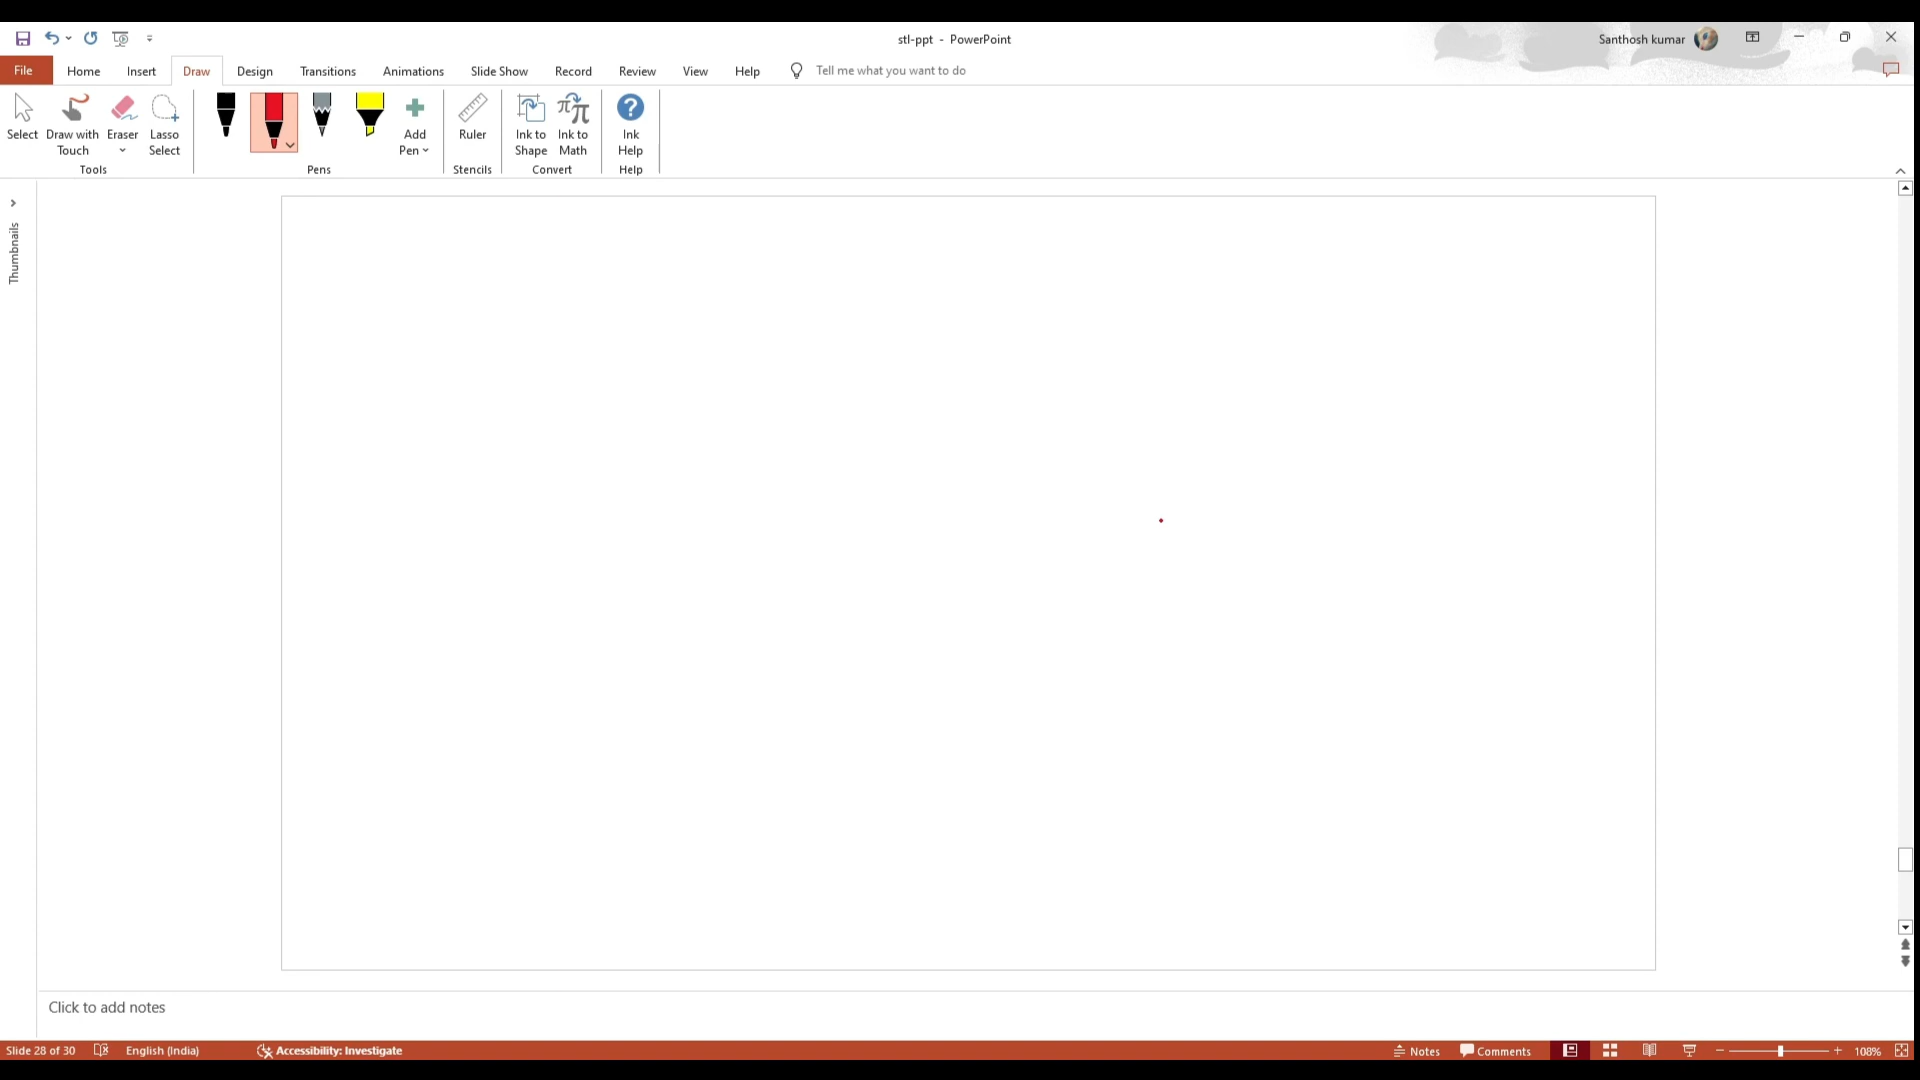 stl-ppt - PowerPoint
Santhosh kumar
File Home Insert Draw Design Transitions Animations Slide Show Record Review View Help Tell me what you want to do
Select Draw with Touch Eraser Lasso Select Add Pen Ruler Ink to Shape Ink to Math Ink Help
Tools Pens Stencils Convert Help
Thumbnails
Click to add notes
Slide 28 of 30 English (India) Accessibility: Investigate Notes Comments 108%